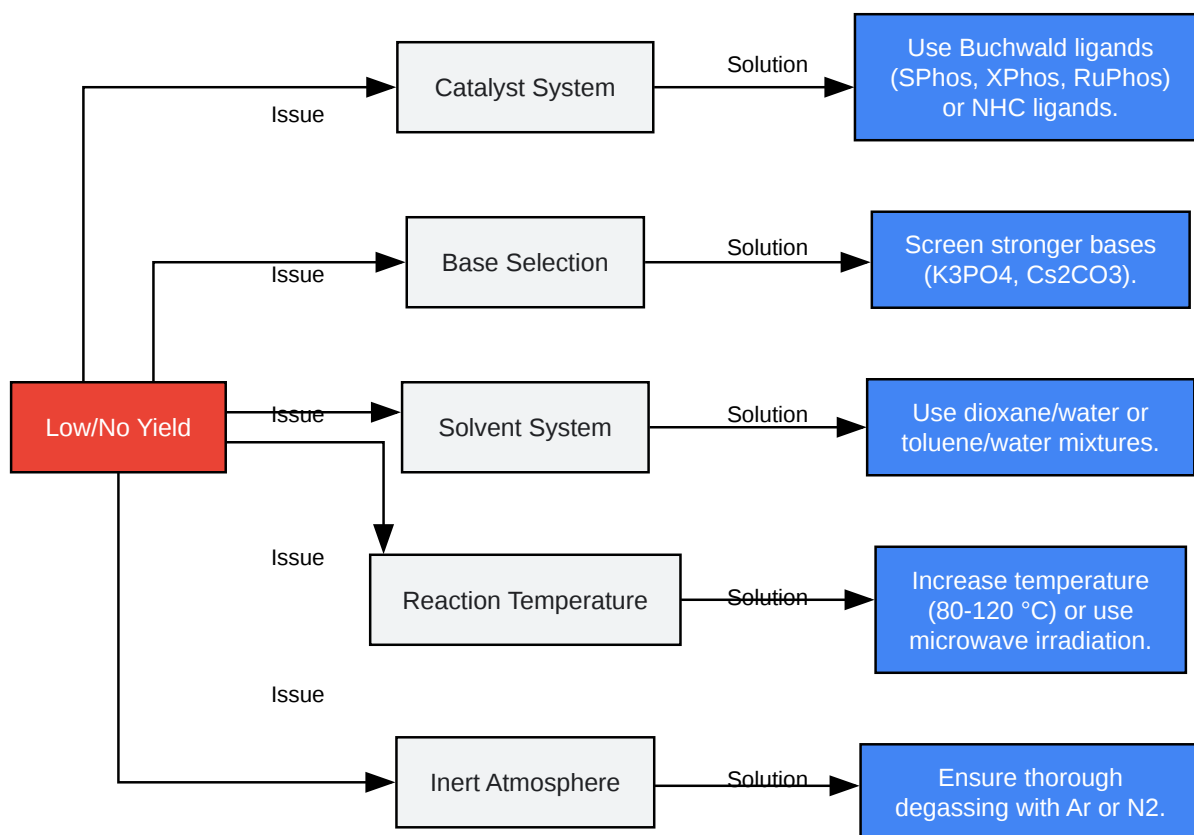 Issue
Catalyst System
Solution
Use Buchwald ligands
(SPhos, XPhos, RuPhos)
or NHC ligands.
Issue
Base Selection
Solution
Screen stronger bases
(K3PO4, Cs2CO3).
Low/No Yield
Issue
Solvent System
Solution
Use dioxane/water or
toluene/water mixtures.
Issue
Reaction Temperature
Solution
Increase temperature
(80-120 °C) or use
microwave irradiation.
Issue
Inert Atmosphere
Solution
Ensure thorough
degassing with Ar or N2.